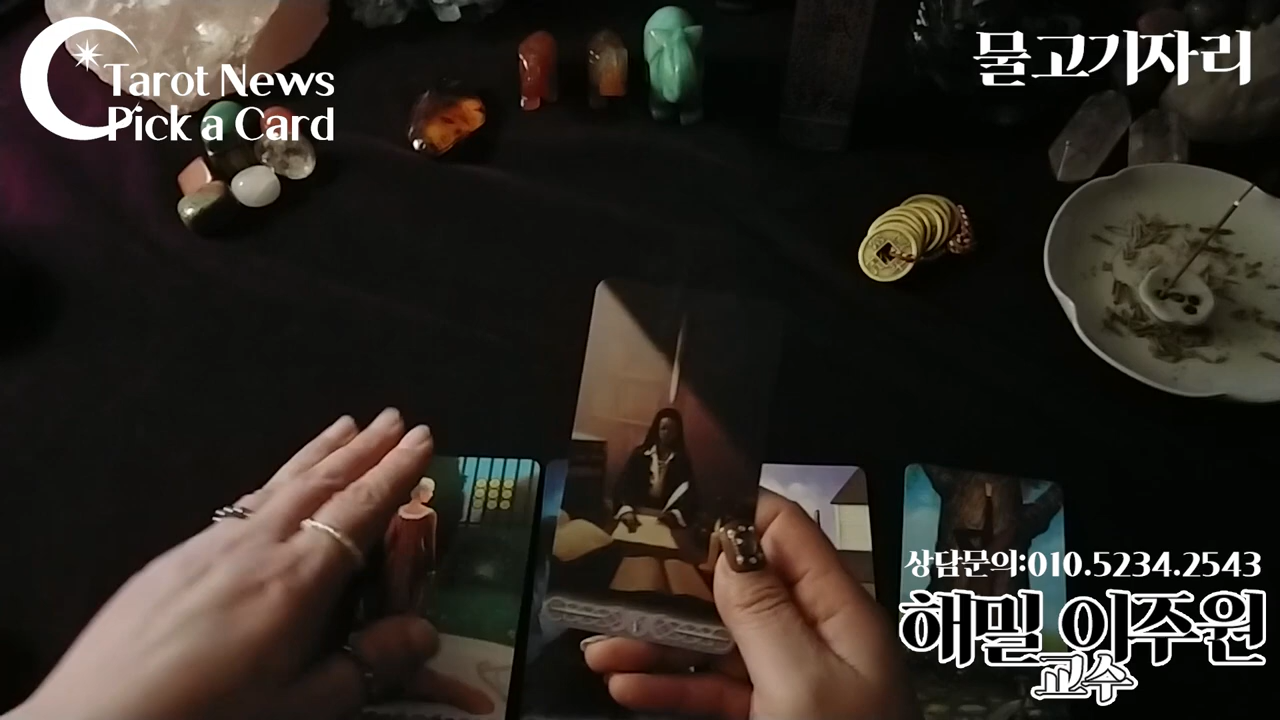 Tarot News
Pick a Card
물고기자리
상담문의:010.5234.2543
해밀 이주원
교수